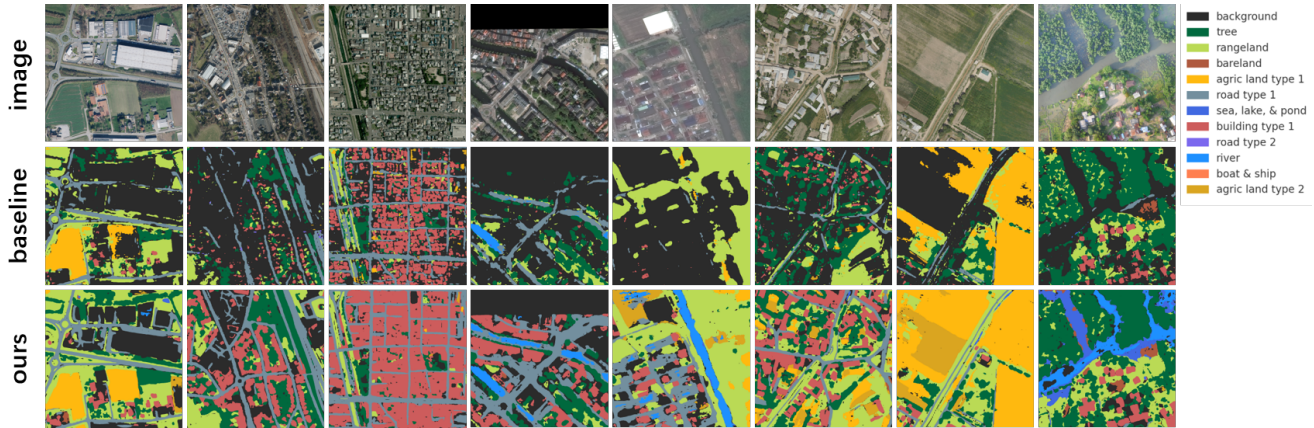 image
baseline
ours
background
tree
rangeland
bareland
agric land type 1
road type 1
sea, lake, & pond
building type 1
road type 2
river
boat & ship
agric land type 2